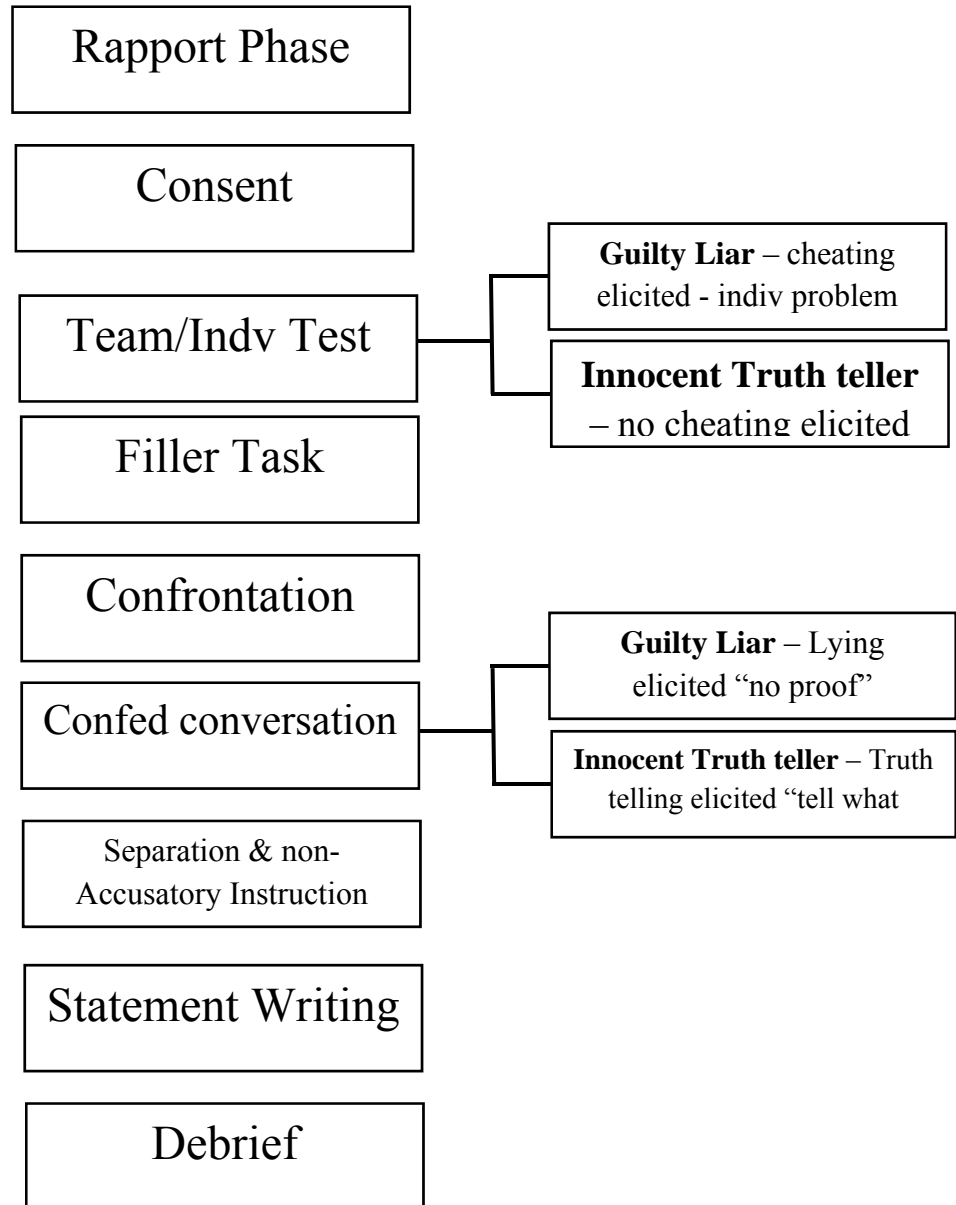 Rapport Phase
Consent
Team/Indv Test
Guilty Liar – cheating
elicited - indiv problem
Innocent Truth teller
– no cheating elicited
Filler Task
Confrontation
Confed conversation
Guilty Liar – Lying
elicited “no proof”
Innocent Truth teller – Truth
telling elicited “tell what
Separation & non-
Accusatory Instruction
Statement Writing
Debrief